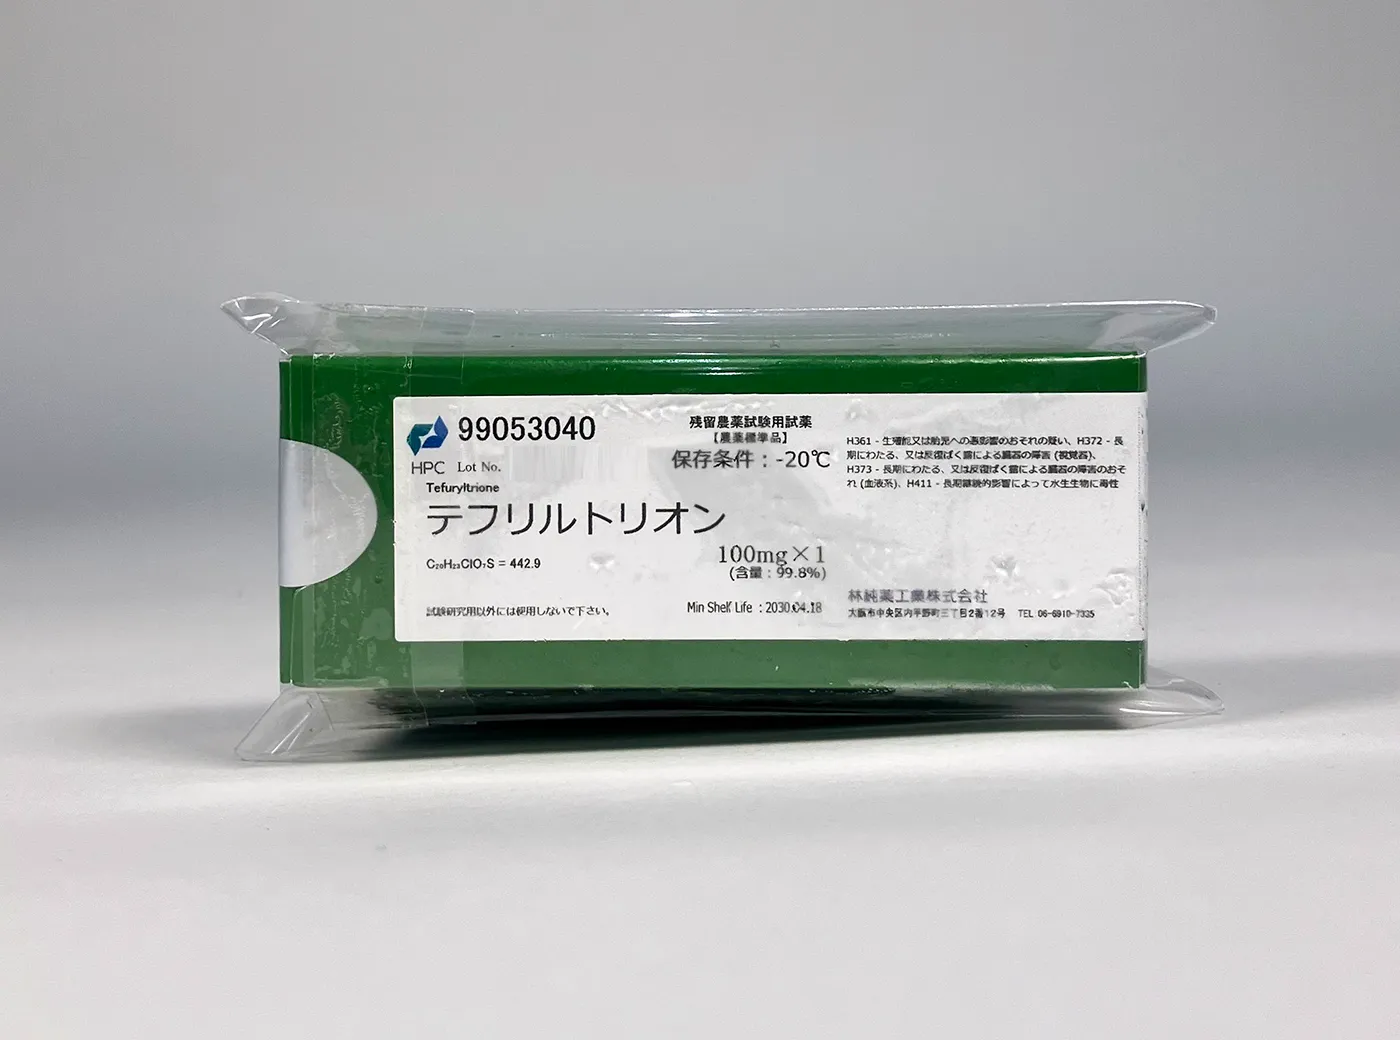 99053040
HPC Lot No.
残留農薬試験用試薬
【農薬標準品】
保存条件：-20℃
Tefuryltrione
テフリルトリオン
C₂₀H₂₃ClO₇S = 442.9
100mg×1
(含量：99.8%)
試験研究用以外には使用しないで下さい。
Min Shelf Life ：2030.04.18
H361 - 生殖能又は胎児への悪影響のおそれの疑い、H372 - 長
期にわたる、又は反復ばく露による臓器の障害 (視覚器)、
H373 - 長期にわたる、又は反復ばく露による臓器の障害のおそ
れ (血液系)、H411 - 長期継続的影響によって水生生物に毒性
林純薬工業株式会社
大阪市中央区内平野町三丁目2番12号 TEL 06-6910-7335